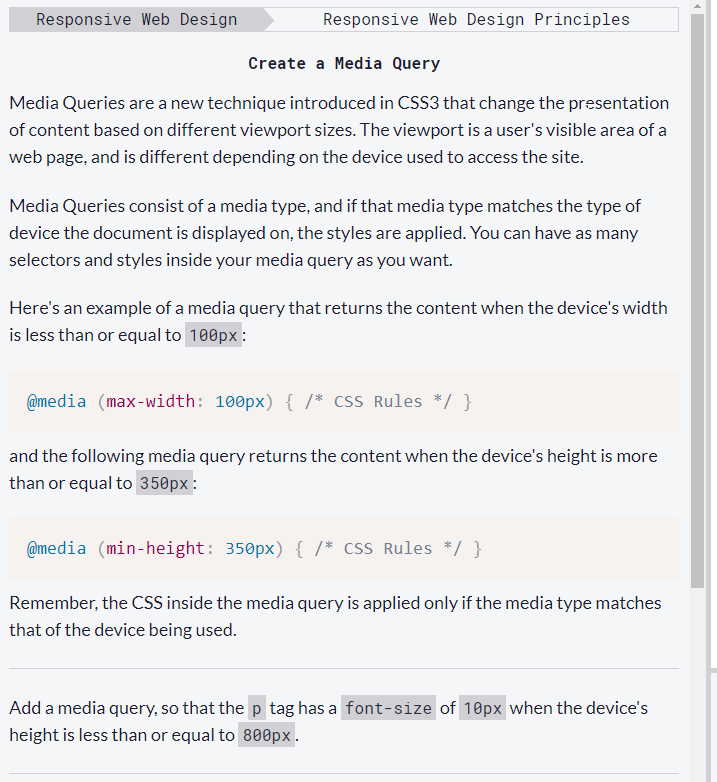 Responsive Web Design Responsive Web Design Principles
Create a Media Query
Media Queries are a new technique introduced in CSS3 that change the presentation
of content based on different viewport sizes. The viewport is a user's visible area of a
web page, and is different depending on the device used to access the site.
Media Queries consist of a media type, and if that media type matches the type of
device the document is displayed on, the styles are applied. You can have as many
selectors and styles inside your media query as you want.
Here's an example of a media query that returns the content when the device's width
is less than or equal to 100px:
@media (max-width: 100px) { /* CSS Rules */ }
and the following media query returns the content when the device's height is more
than or equal to 350px:
@media (min-height: 350px) { /* CSS Rules */ }
Remember, the CSS inside the media query is applied only if the media type matches
that of the device being used.
Add a media query, so that the p tag has a font-size of 10px when the device's
height is less than or equal to 800px.